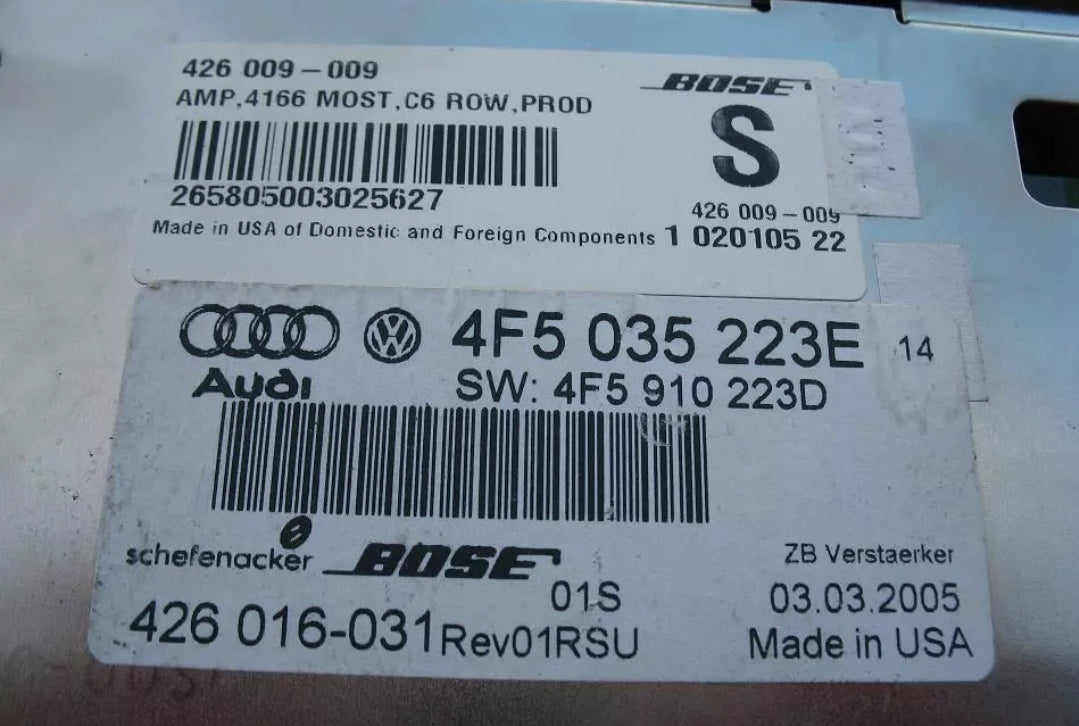 426 009-009
AMP,4166 MOST,C6 ROW,PROD
BOSE
S
265805003025627
426 009-009
Made in USA of Domestic and Foreign Components 1 020105 22
4F5 035 223E 14
Audi
SW: 4F5 910 223D
schefenacker BOSE
01S
426 016-031 Rev01RSU
ZB Verstaerker
03.03.2005
Made in USA